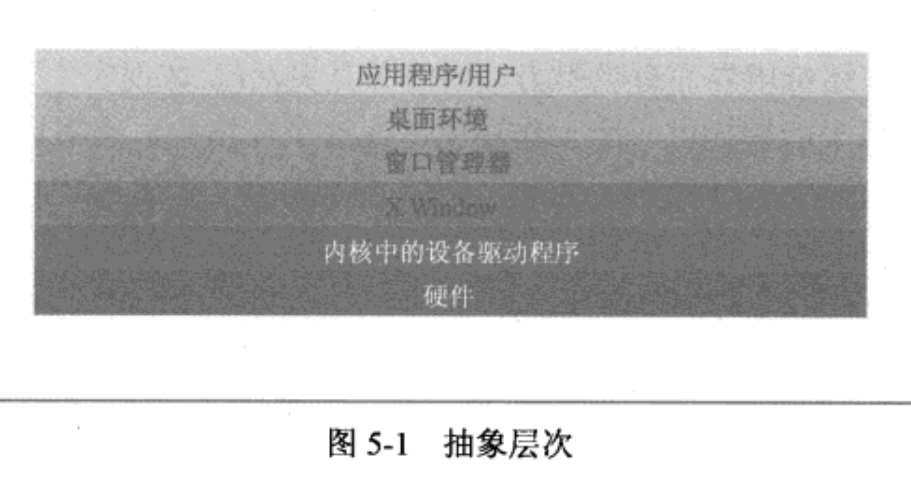 应用程序/用户
桌面环境
窗口管理器
X Window
内核中的设备驱动程序
硬件
图 5-1 抽象层次